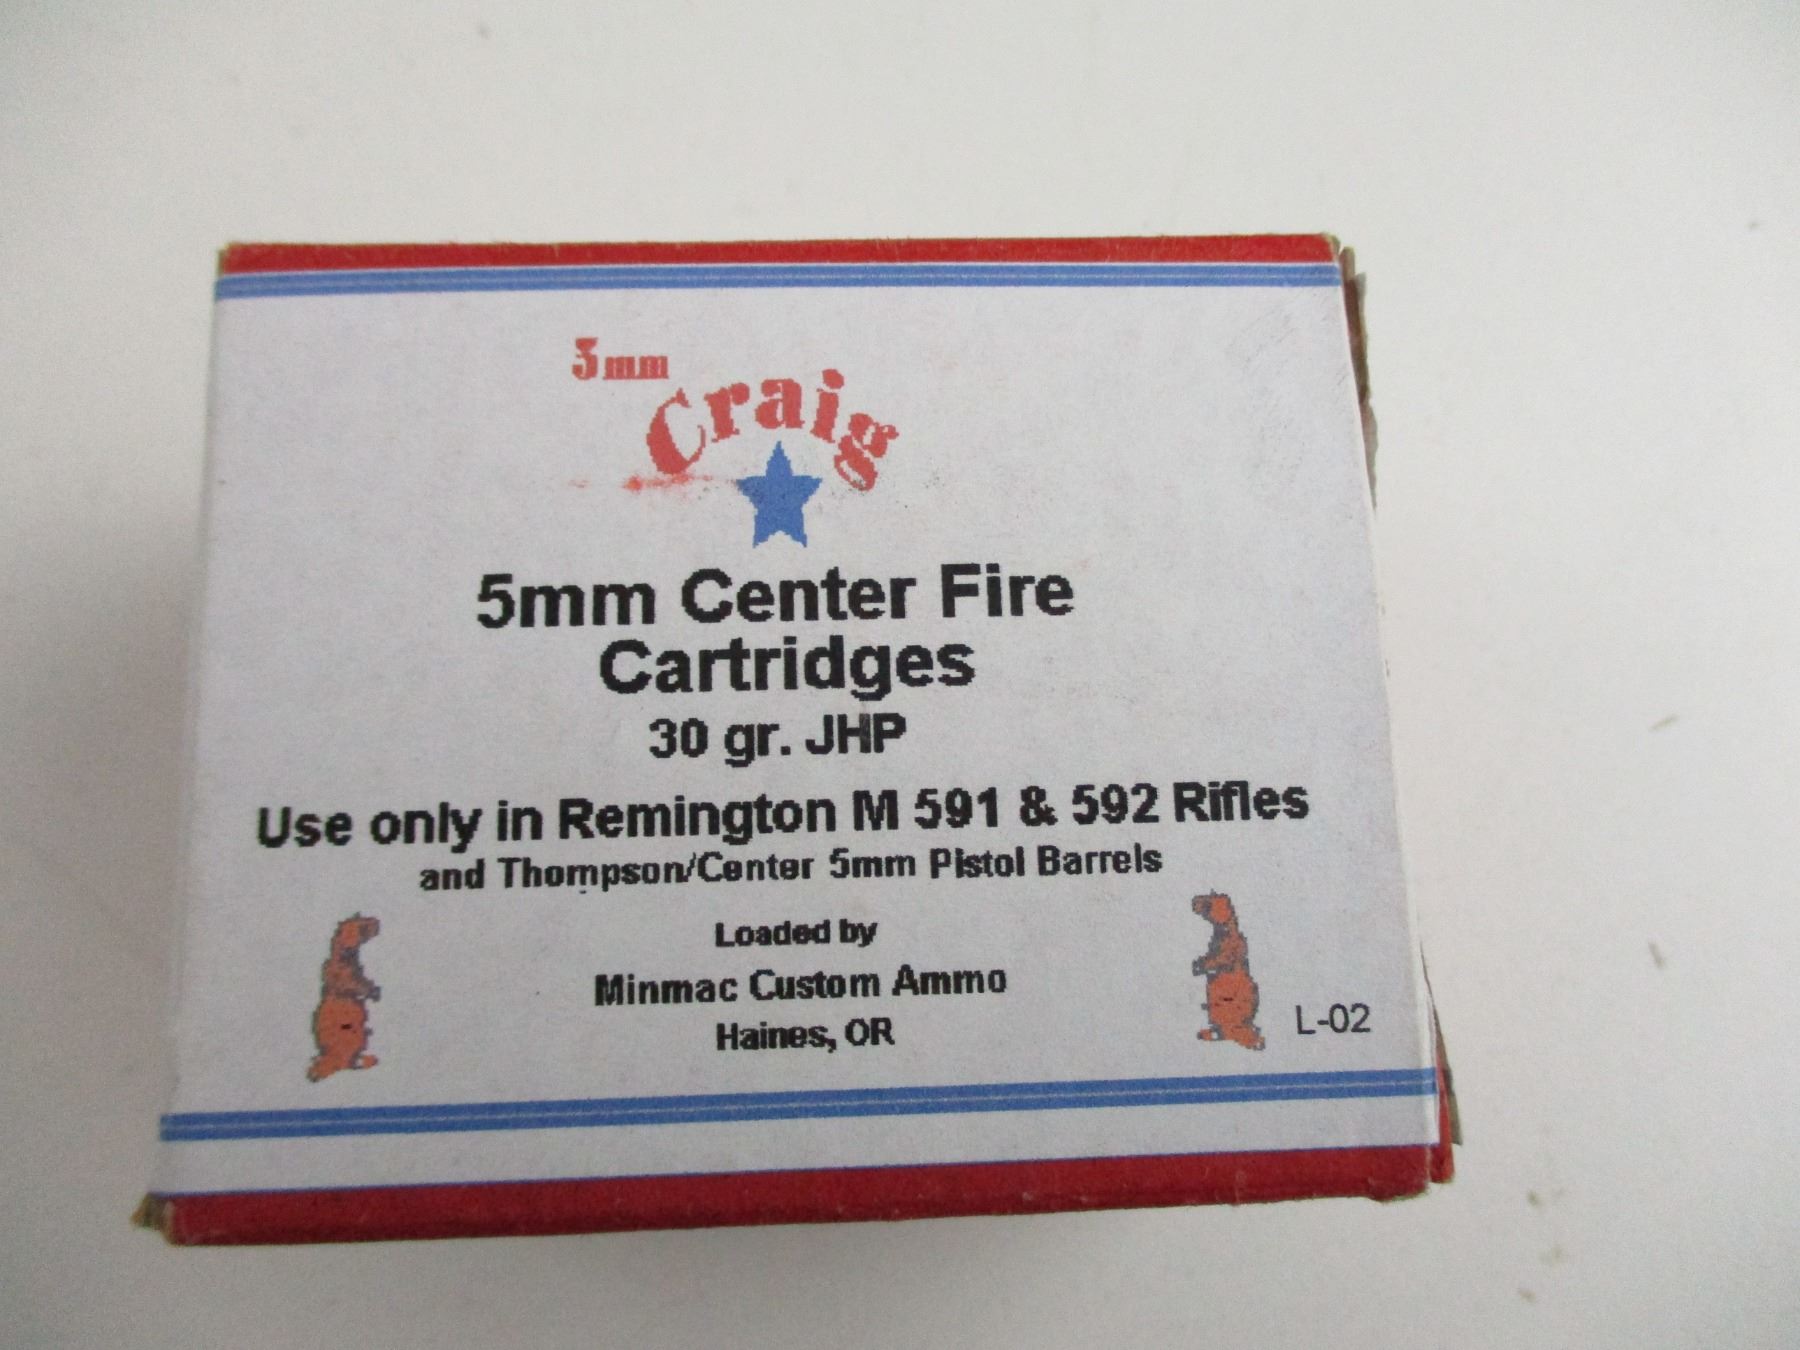 5mm
Craig
5mm Center Fire
Cartridges
30 gr. JHP
Use only in Remington M 591 & 592 Rifles
and Thompson/Center 5mm Pistol Barrels
Loaded by
Minmac Custom Ammo
Haines, OR
L-02